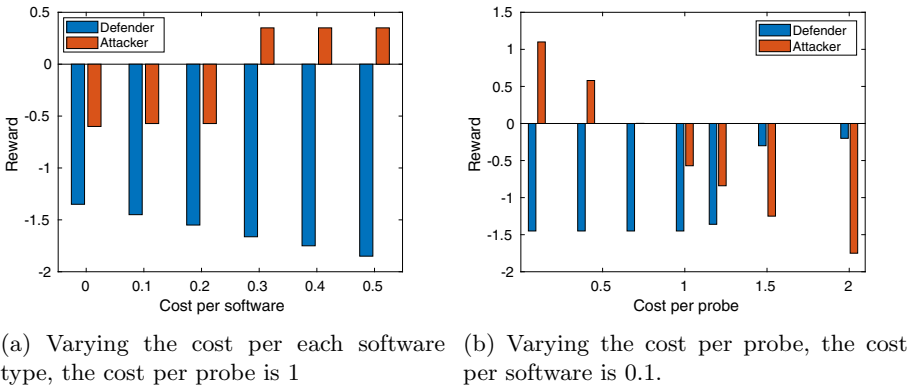 0.5
0
-0.5
-1
-1.5
-2
Reward
Defender
Attacker
0 0.1 0.2 0.3 0.4 0.5
Cost per software
(a) Varying the cost per each software
type, the cost per probe is 1
1.5
1
0.5
0
-0.5
-1
-1.5
-2
Reward
Defender
Attacker
0.5 1 1.5 2
Cost per probe
(b) Varying the cost per probe, the cost
per software is 0.1.